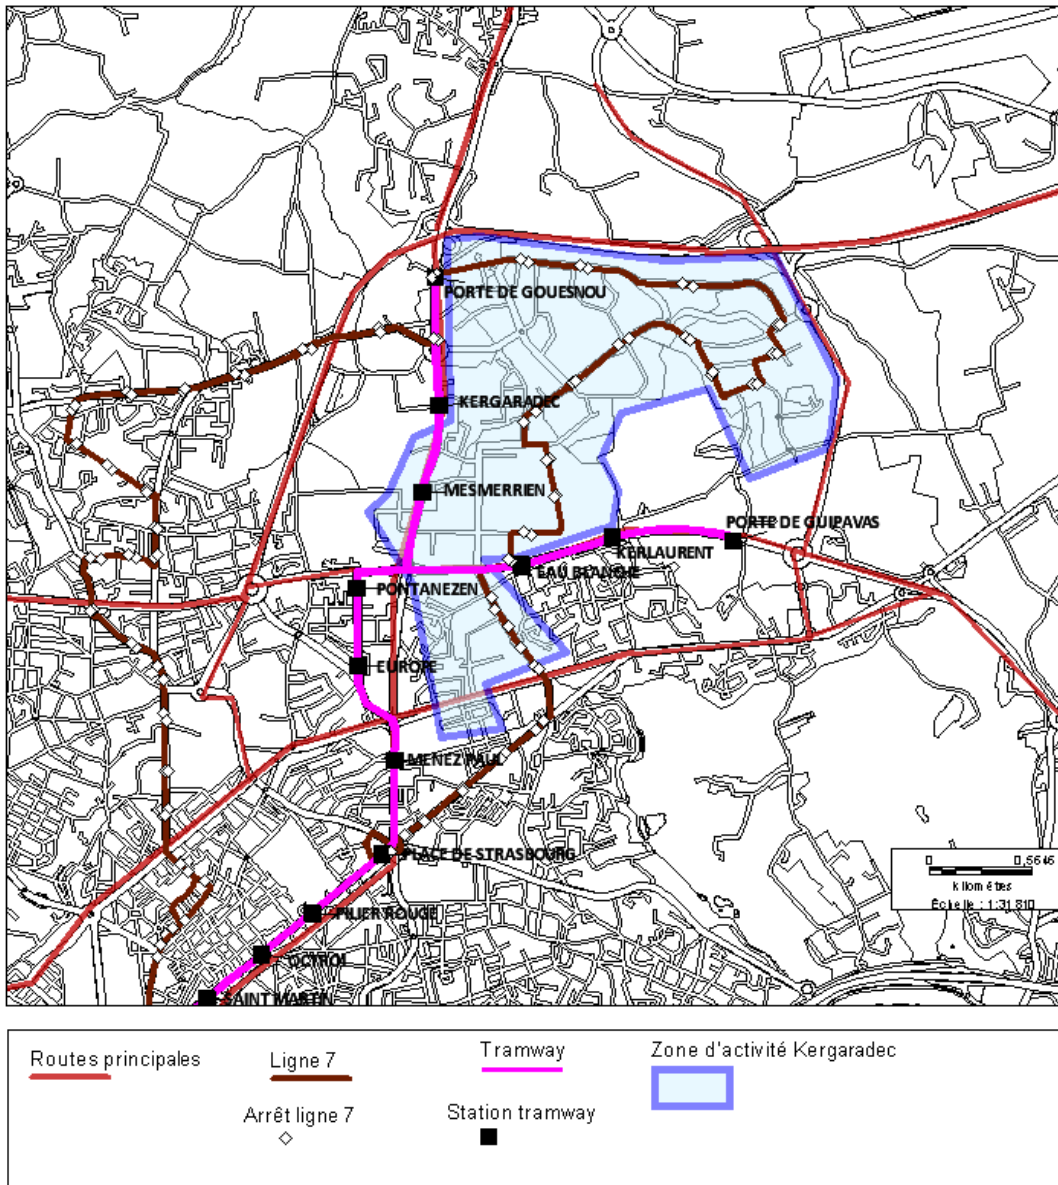 PORTE DE GOUESNOU
KERGARADEC
MESMERRIEN
PORTE DE GUIPAVAS
KERLAURENT
EAU BLANCHE
PONTANEZEN
EUROPE
MENEZ PAUL
PLACE DE STRASBOURG
PILIER ROUGE
OCTROI
SAINT MARTIN
0 0,5646
kilomètres
Échelle : 1:31 810
Routes principales
Ligne 7
Tramway
Zone d'activité Kergaradec
Arrêt ligne 7
Station tramway